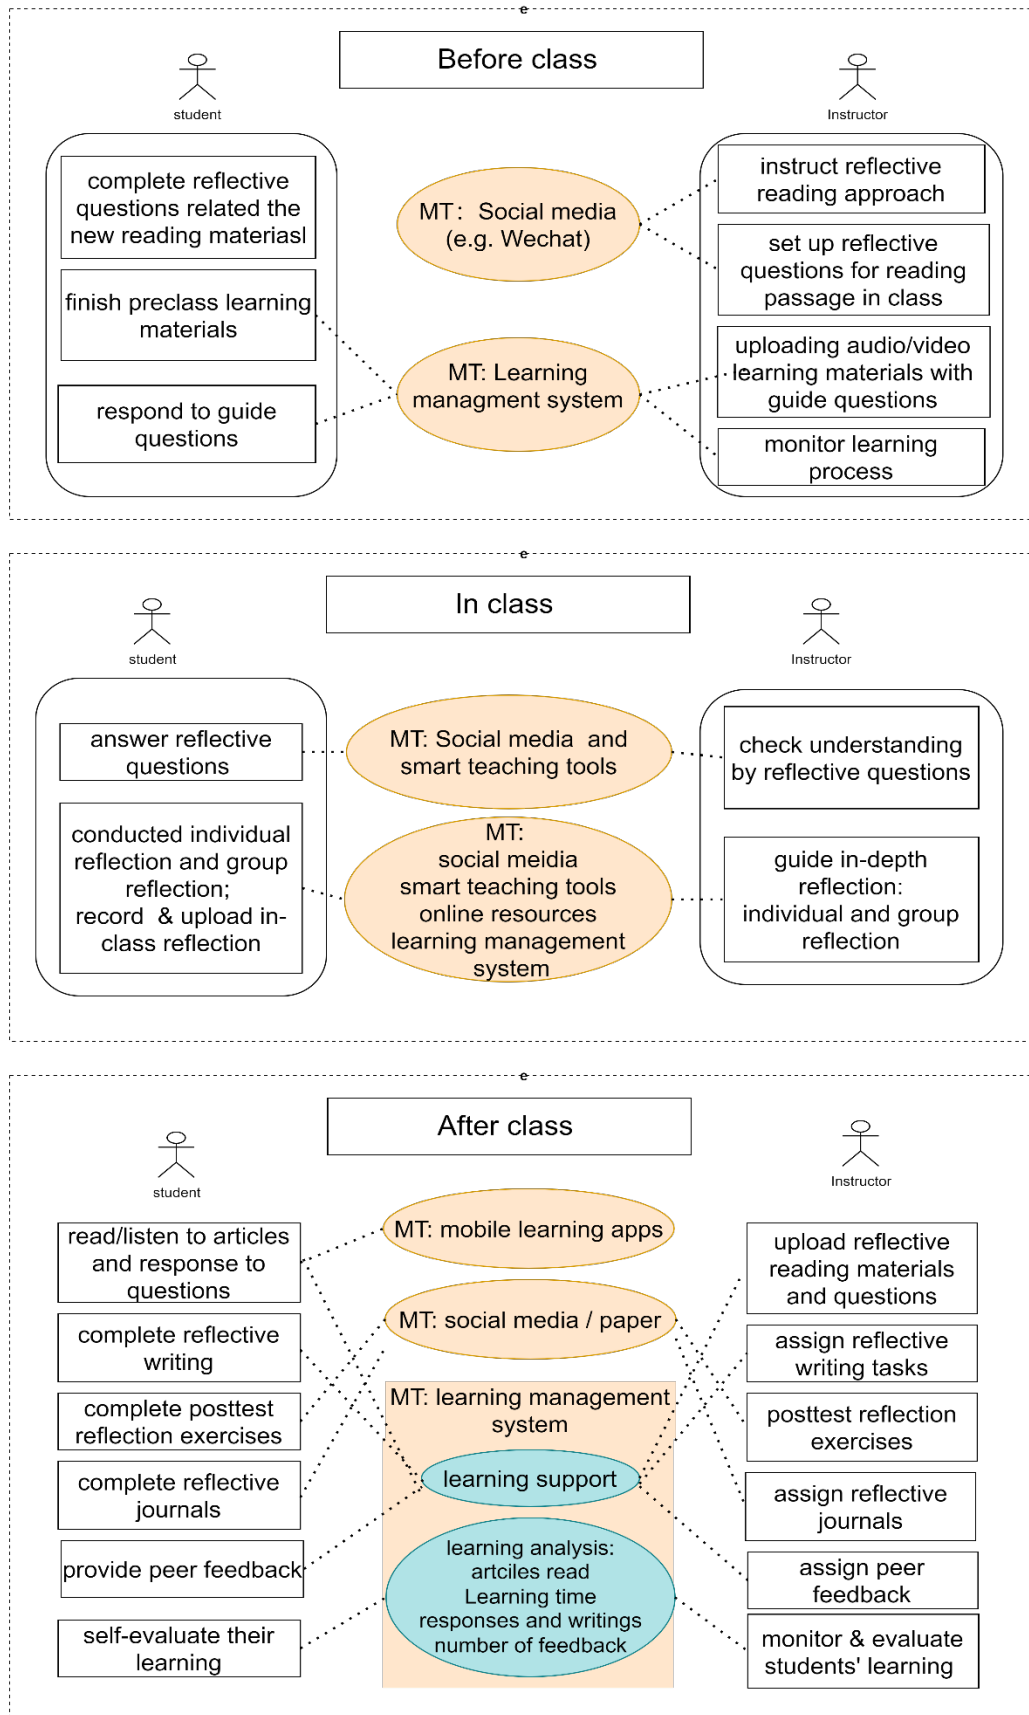 e
Before class
student
Instructor
complete reflective
questions related the
new reading materiasl
finish preclass learning
materials
respond to guide
questions
MT： Social media
(e.g. Wechat)
MT: Learning
managment system
instruct reflective
reading approach
set up reflective
questions for reading
passage in class
uploading audio/video
learning materials with
guide questions
monitor learning
process
e
In class
student
Instructor
answer reflective
questions
conducted individual
reflection and group
reflection;
record & upload in-
class reflection
MT: Social media and
smart teaching tools
MT:
social meidia
smart teaching tools
online resources
learning management
system
check understanding
by reflective questions
guide in-depth
reflection:
individual and group
reflection
e
After class
student
Instructor
read/listen to articles
and response to
questions
complete reflective
writing
complete posttest
reflection exercises
complete reflective
journals
provide peer feedback
self-evaluate their
learning
MT: mobile learning apps
MT: social media / paper
MT: learning management
system
learning support
learning analysis:
artciles read
Learning time
responses and writings
number of feedback
upload reflective
reading materials
and questions
assign reflective
writing tasks
posttest reflection
exercises
assign reflective
journals
assign peer
feedback
monitor & evaluate
students' learning